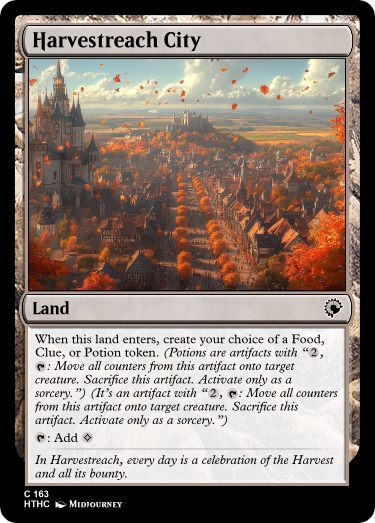 Harvestreach City
Land
When this land enters, create your choice of a Food,
Clue, or Potion token. (Potions are artifacts with “2,
T: Move all counters from this artifact onto target
creature. Sacrifice this artifact. Activate only as a
sorcery.”) (It's an artifact with “2, T: Move all
counters from this artifact onto target creature. Sacrifice this
artifact. Activate only as a sorcery.”)
T: Add C
In Harvestreach, every day is a celebration of the Harvest
and all its bounty.
C 163
HTHC Midjourney